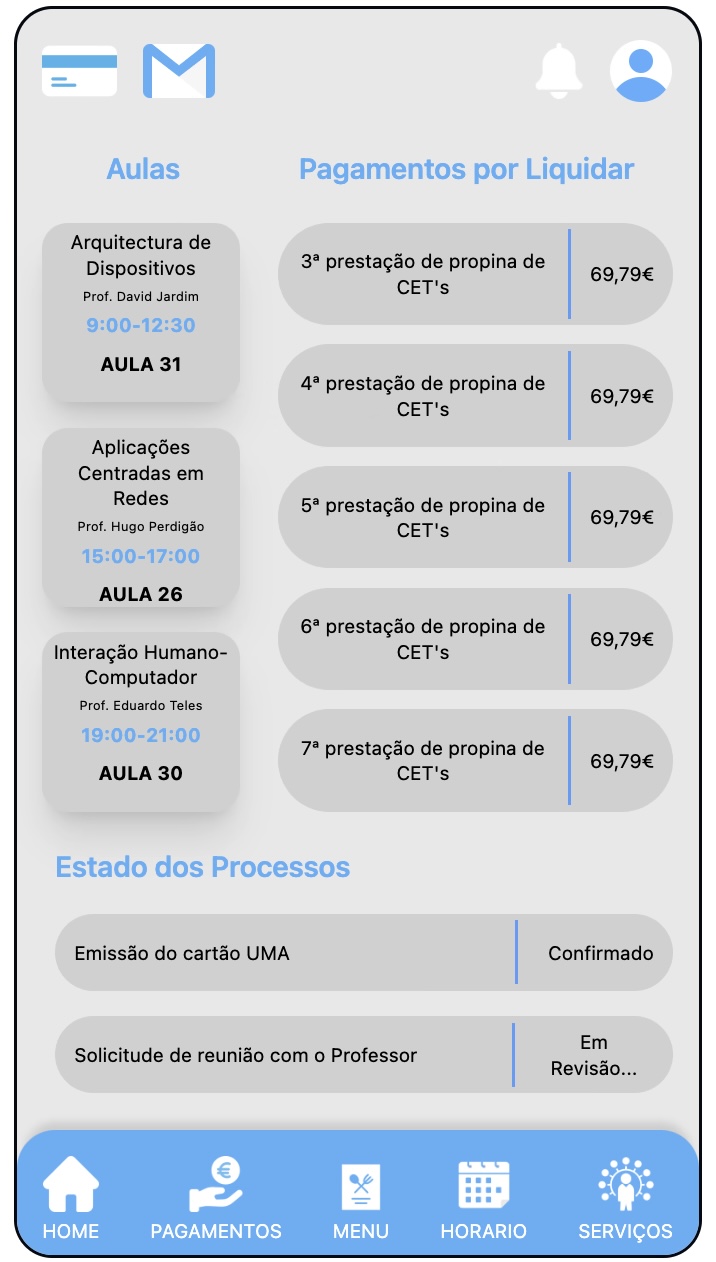 Aulas
Arquitectura de
Dispositivos
Prof. David Jardim
9:00-12:30
AULA 31
Aplicações
Centradas em
Redes
Prof. Hugo Perdigão
15:00-17:00
AULA 26
Interação Humano-
Computador
Prof. Eduardo Teles
19:00-21:00
AULA 30
Pagamentos por Liquidar
3ª prestação de propina de
CET's
69,79€
4ª prestação de propina de
CET's
69,79€
5ª prestação de propina de
CET's
69,79€
6ª prestação de propina de
CET's
69,79€
7ª prestação de propina de
CET's
69,79€
Estado dos Processos
Emissão do cartão UMA
Confirmado
Solicitude de reunião com o Professor
Em
Revisão...
HOME
€
PAGAMENTOS
MENU
HORARIO
SERVIÇOS